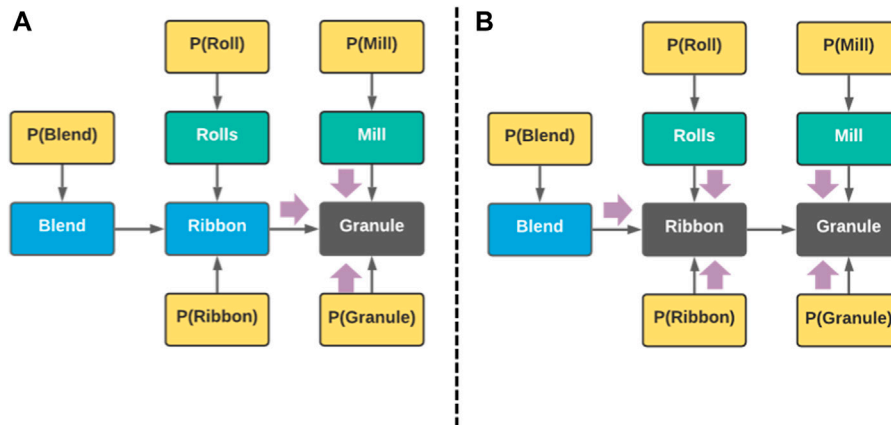 A
P(Roll)
P(Mill)
P(Blend)
Rolls
Mill
Blend
Ribbon
Granule
P(Ribbon)
P(Granule)
B
P(Roll)
P(Mill)
P(Blend)
Rolls
Mill
Blend
Ribbon
Granule
P(Ribbon)
P(Granule)